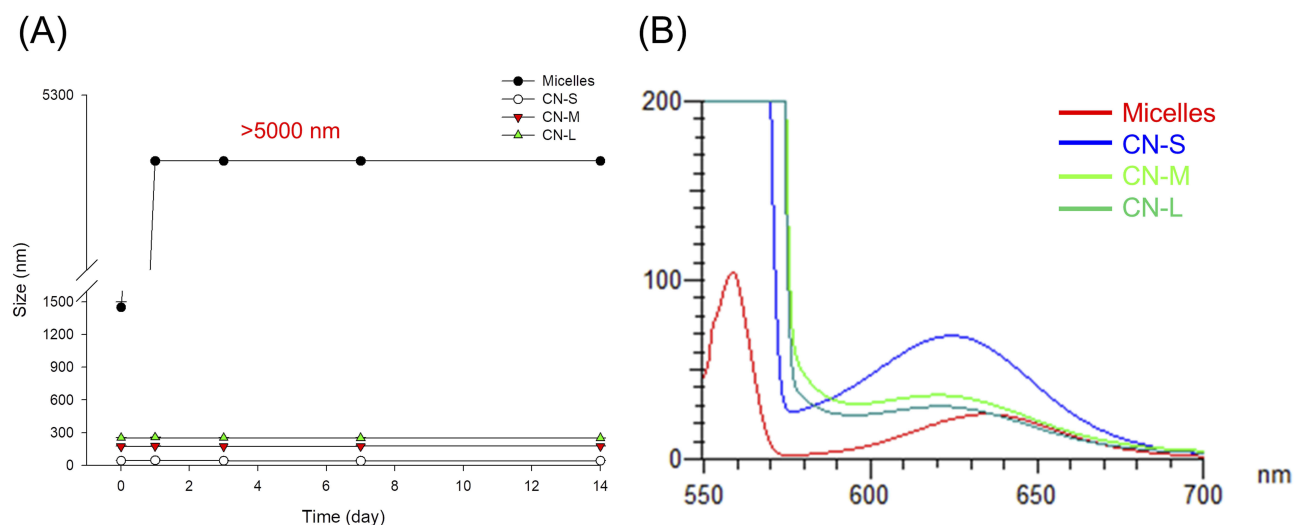 (A)
Micelles
CN-S
CN-M
CN-L
>5000 nm
5300
1500
1200
900
600
300
0
Size (nm)
0 2 4 6 8 10 12 14
Time (day)
(B)
200
100
0
Micelles
CN-S
CN-M
CN-L
550 600 650 700 nm